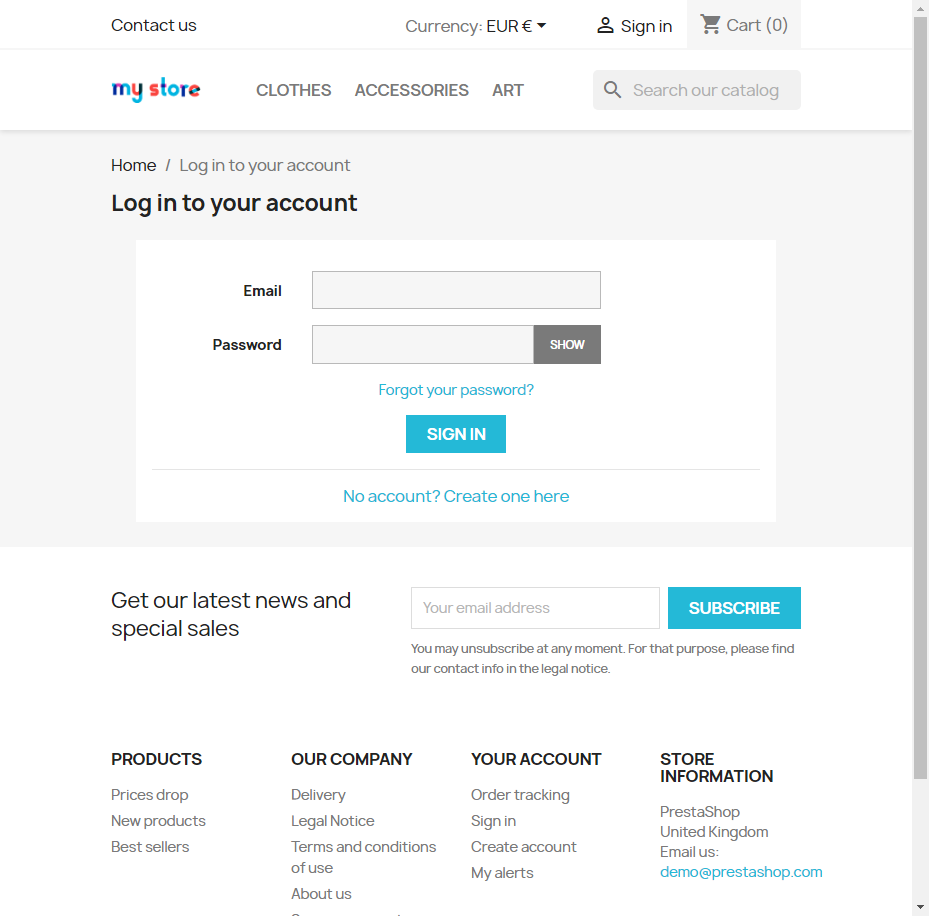 Contact us
Currency: EUR €
Sign in
Cart (0)
my store
CLOTHES
ACCESSORIES
ART
Search our catalog
Home / Log in to your account
Log in to your account
Email
Password
SHOW
Forgot your password?
SIGN IN
No account? Create one here
Get our latest news and
special sales
Your email address
SUBSCRIBE
You may unsubscribe at any moment. For that purpose, please find
our contact info in the legal notice.
PRODUCTS
Prices drop
New products
Best sellers
OUR COMPANY
Delivery
Legal Notice
Terms and conditions
of use
About us
YOUR ACCOUNT
Order tracking
Sign in
Create account
My alerts
STORE
INFORMATION
PrestaShop
United Kingdom
Email us:
demo@prestashop.com